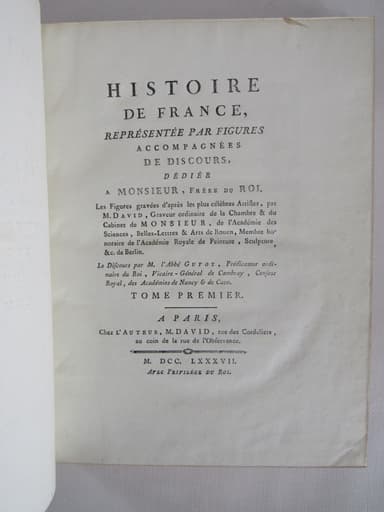 HISTOIRE
DE FRANCE,
REPRÉSENTÉE PAR FIGURES
ACCOMPAGNÉES
DE DISCOURS,
DÉDIÉE
A MONSIEUR, FRÈRE DU ROI.
Les Figures gravées d'après les plus célèbres Artistes, par
M. DAVID, Graveur ordinaire de la Chambre & du
Cabinet de MONSIEUR, de l'Académie des
Sciences, Belles-Lettres & Arts de Rouen, Membre ho-
noraire de l'Académie Royale de Peinture, Sculpture,
&c. de Berlin.
Le Discours par M. l'Abbé GUYOT, Prédicateur ordi-
naire du Roi, Vicaire-Général de Cambray, Censeur
Royal, des Académies de Nancy & de Caen.
TOME PREMIER.
A PARIS,
Chez L'AUTEUR, M. DAVID, rue des Cordeliers,
au coin de la rue de l'Observance.
M. DCC. LXXXVII.
AVEC PRIVILÈGE DU ROI.